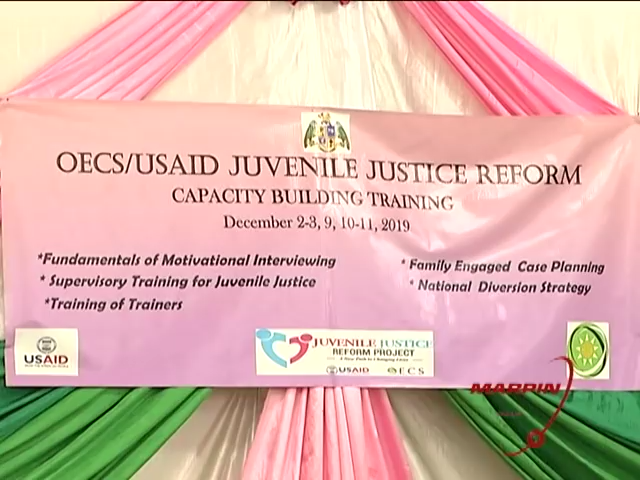 OECS/USAID JUVENILE JUSTICE REFORM
CAPACITY BUILDING TRAINING
December 2-3, 9, 10-11, 2019
*Fundamentals of Motivational Interviewing
* Supervisory Training for Juvenile Justice
*Training of Trainers
* Family Engaged Case Planning
* National Diversion Strategy
USAID
JUVENILE JUSTICE
REFORM PROJECT
USAID OECS
MARPIN